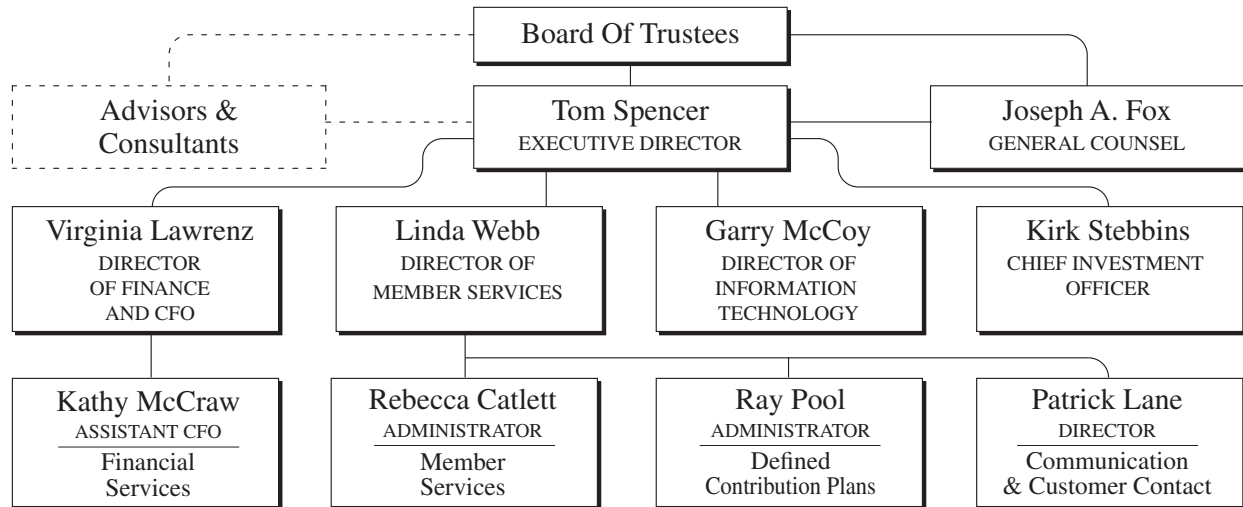 Board Of Trustees
Advisors &
Consultants
Tom Spencer
EXECUTIVE DIRECTOR
Joseph A. Fox
GENERAL COUNSEL
Virginia Lawrenz
DIRECTOR
OF FINANCE
AND CFO
Linda Webb
DIRECTOR OF
MEMBER SERVICES
Garry McCoy
DIRECTOR OF
INFORMATION
TECHNOLOGY
Kirk Stebbins
CHIEF INVESTMENT
OFFICER
Kathy McCraw
ASSISTANT CFO
Financial
Services
Rebecca Catlett
ADMINISTRATOR
Member
Services
Ray Pool
ADMINISTRATOR
Defined
Contribution Plans
Patrick Lane
DIRECTOR
Communication
& Customer Contact